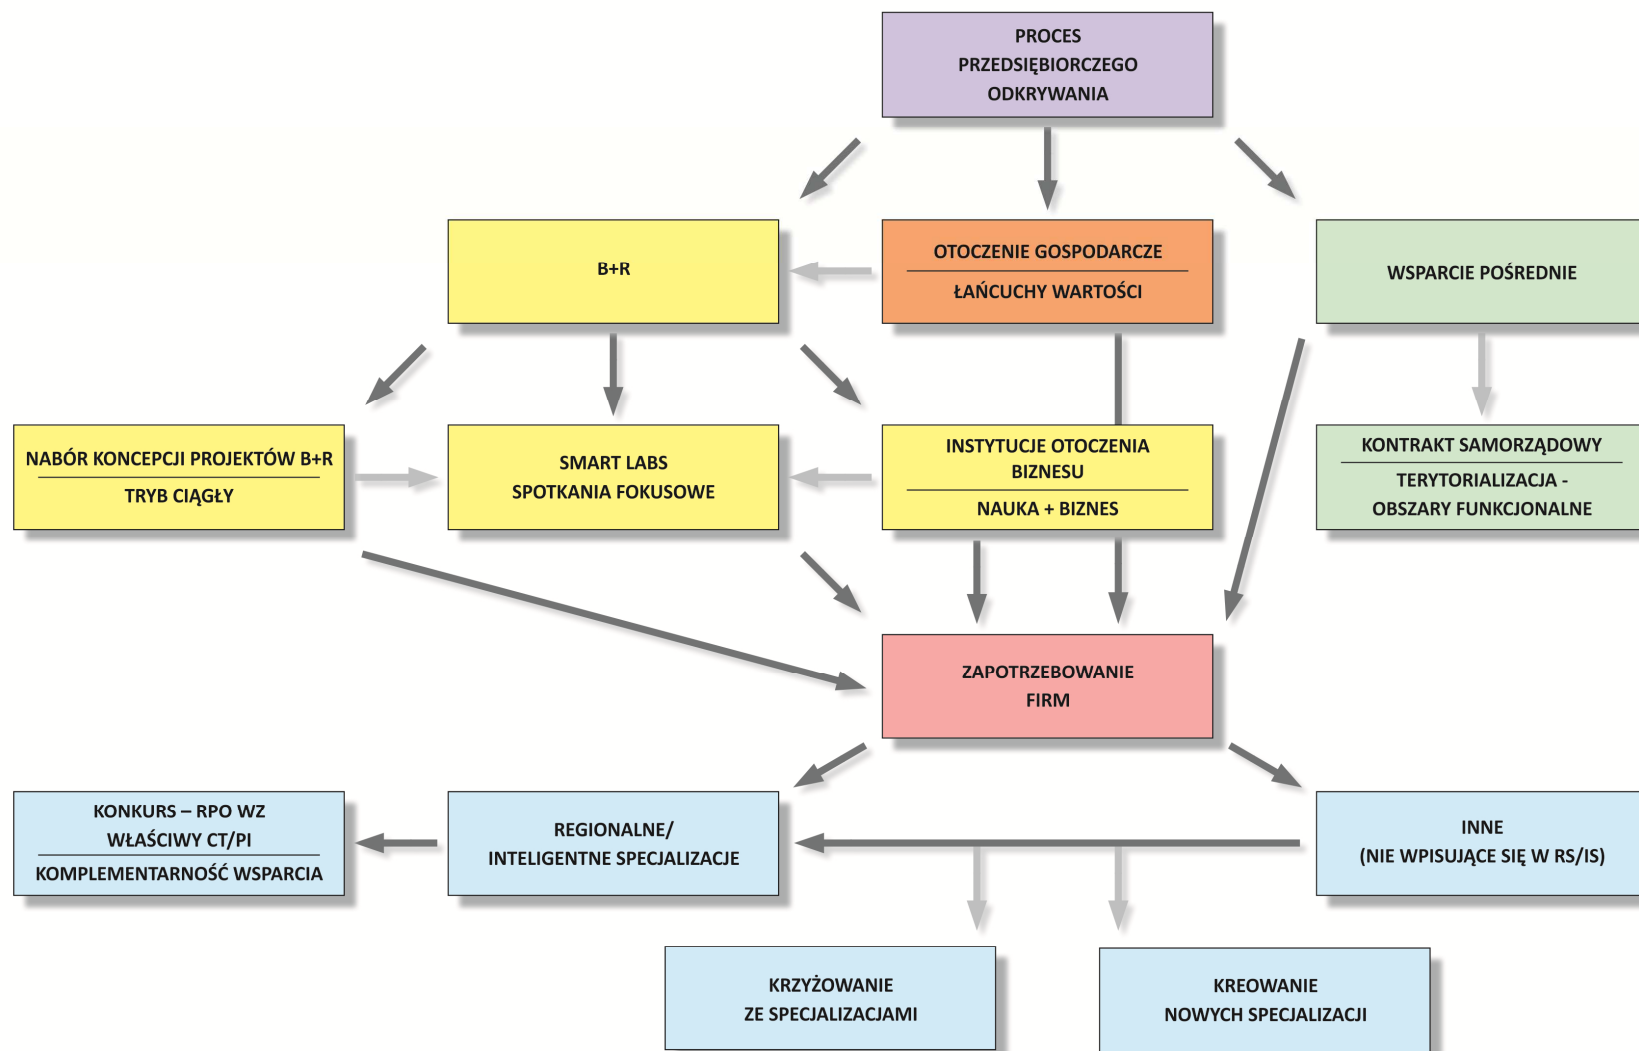 PROCES
PRZEDSIĘBIORCZEGO
ODKRYWANIA
B+R
OTOCZENIE GOSPODARCZE
ŁAŃCUCHY WARTOŚCI
WSPARCIE POŚREDNIE
NABÓR KONCEPCJI PROJEKTÓW B+R
TRYB CIĄGŁY
SMART LABS
SPOTKANIA FOKUSOWE
INSTYTUCJE OTOCZENIA
BIZNESU
NAUKA + BIZNES
KONTRAKT SAMORZĄDOWY
TERYTORIALIZACJA -
OBSZARY FUNKCJONALNE
ZAPOTRZEBOWANIE
FIRM
KONKURS – RPO WZ
WŁAŚCIWY CT/PI
KOMPLEMENTARNOŚĆ WSPARCIA
REGIONALNE/
INTELIGENTNE SPECJALIZACJE
INNE
(NIE WPISUJĄCE SIĘ W RS/IS)
KRZYŻOWANIE
ZE SPECJALIZACJAMI
KREOWANIE
NOWYCH SPECJALIZACJI